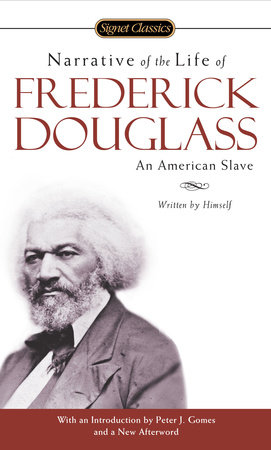 Signet Classics
Narrative of the Life of
FREDERICK
DOUGLASS
An American Slave
Written by Himself
With an Introduction by Peter J. Gomes
and a New Afterword